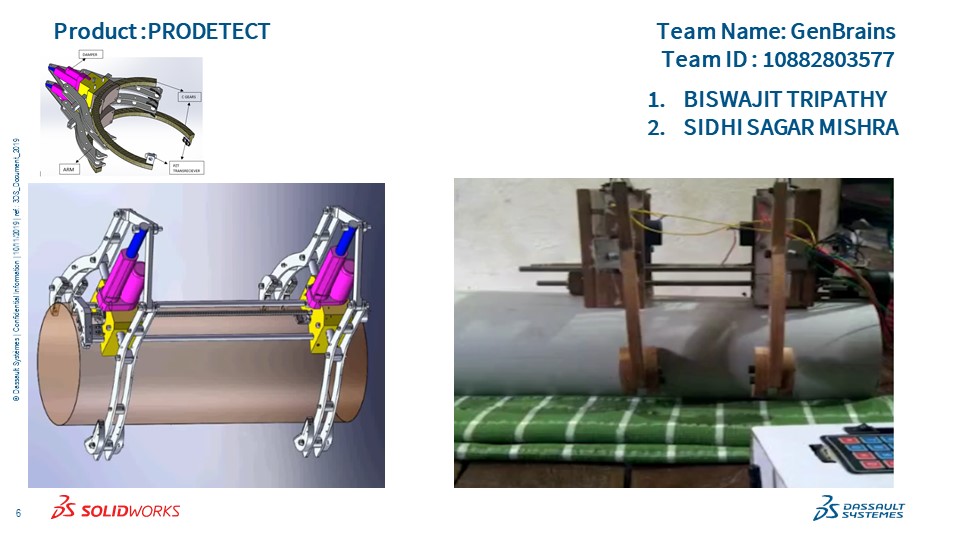 Product :PRODETECT
Team Name: GenBrains
Team ID : 10882803577
1. BISWAJIT TRIPATHY
2. SIDHI SAGAR MISHRA
DAMPER
C GEARS
ARM
PZT
TRANSRECIEVER
© Dassault Systèmes | Confidential Information | 10/11/2019 | ref.: 3DS_Document_2019
6
SOLIDWORKS
DASSAULT
SYSTEMES